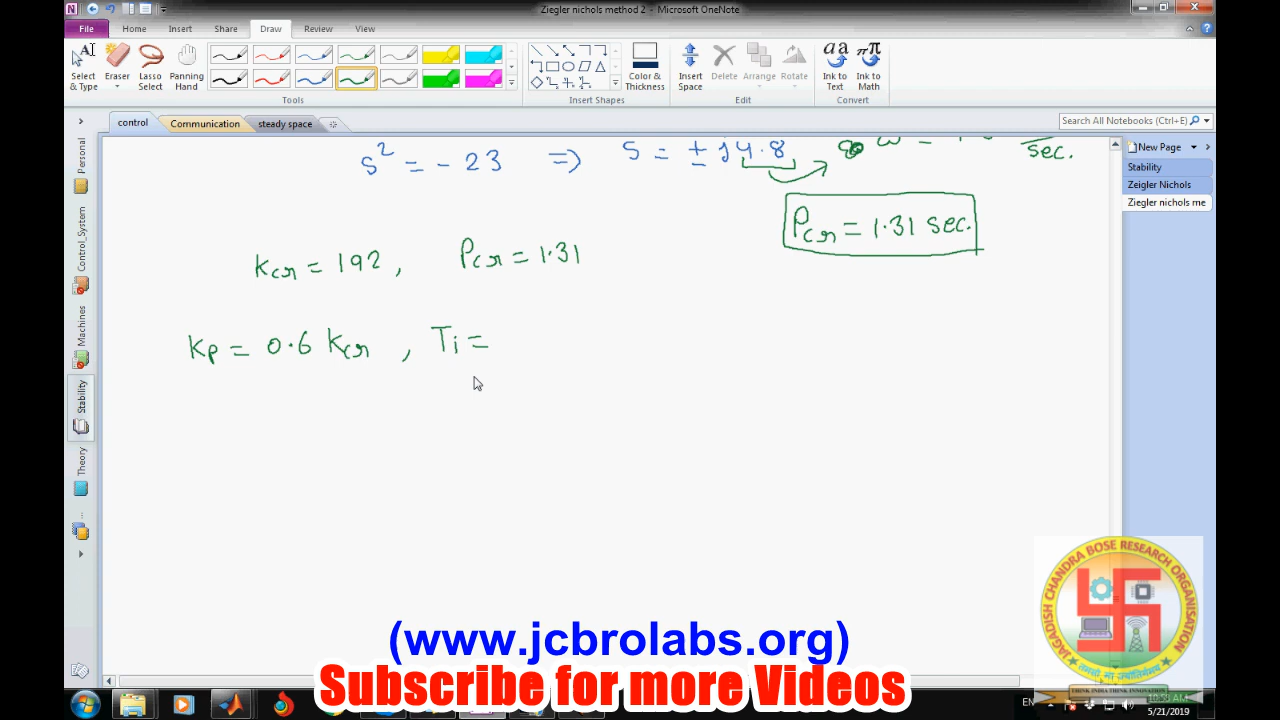 Ziegler nichols method 2 - Microsoft OneNote
File Home Insert Share Draw Review View
Select & Type Eraser Lasso Select Panning Hand Color & Thickness Insert Space Delete Arrange Rotate Ink to Text Ink to Math
Tools Insert Shapes Edit Convert
control Communication steady space Search All Notebooks (Ctrl+E)
New Page
Stability
Zeigler Nichols
Ziegler nichols me
Personal
Control_System
Machines
Stability
Theory
s² = - 23 => S = ± j4.8
sec.
Pcr = 1.31 sec.
Kcr = 192, Pcr = 1.31
Kp = 0.6 Kcr , Ti =
JAGADISH CHANDRA BOSE RESEARCH ORGANISATION
THINK INDIA THINK INNOVATION
(www.jcbrolabs.org)
Subscribe for more Videos
5/21/2019